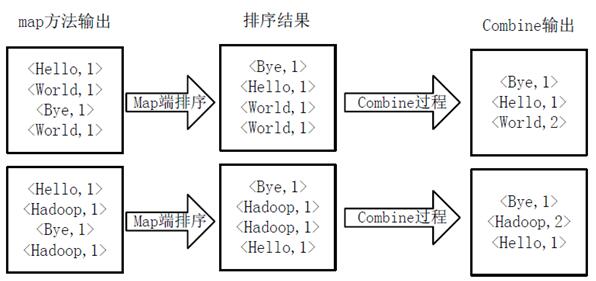 map方法输出
排序结果
Combine输出
<Hello,1>
<World,1>
<Bye,1>
<World,1>
Map端排序
<Bye,1>
<Hello,1>
<World,1>
<World,1>
Combine过程
<Bye,1>
<Hello,1>
<World,2>
<Hello,1>
<Hadoop,1>
<Bye,1>
<Hadoop,1>
Map端排序
<Bye,1>
<Hadoop,1>
<Hadoop,1>
<Hello,1>
Combine过程
<Bye,1>
<Hadoop,2>
<Hello,1>